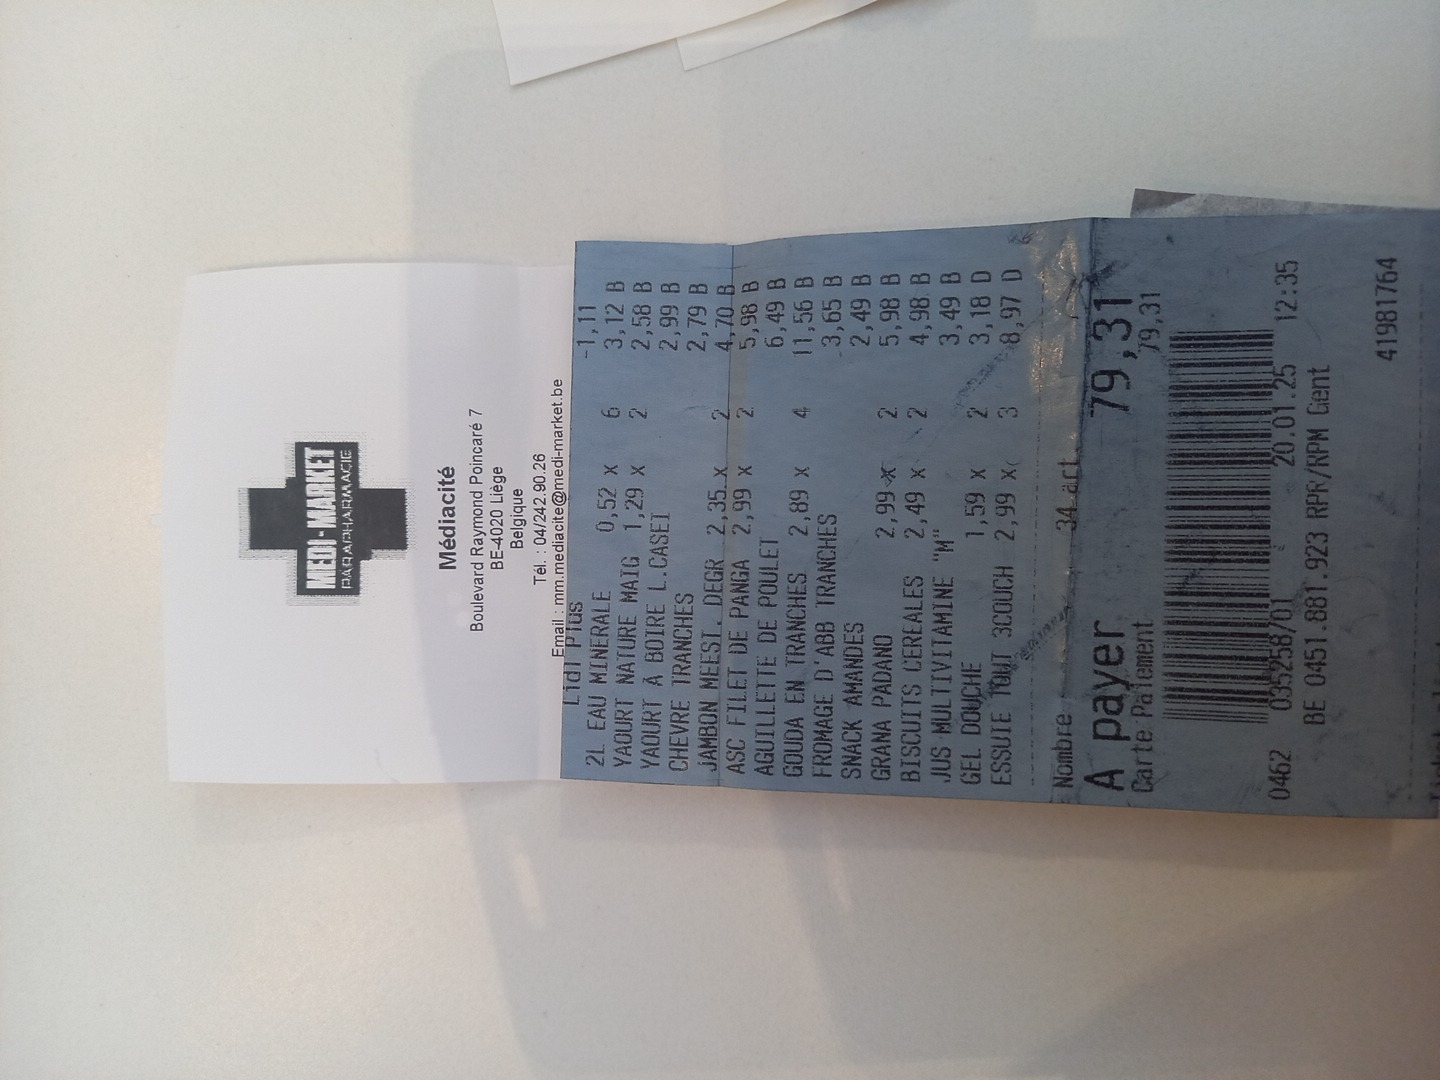 MEDI-MARKET
PARAPHARMACIE
Médiacité
Boulevard Raymond Poincaré 7
BE-4020 Liège
Belgique
Tél. : 04/242.90.26
Email : mm.mediacite@medi-market.be
Lidl Plus -1,11
2L EAU MINERALE 0,52 x 6 3,12 B
YAOURT NATURE MAIG 1,29 x 2 2,58 B
YAOURT A BOIRE L.CASEI 2,99 B
CHEVRE TRANCHES 2,79 B
JAMBON MEEST. DEGR 2,35 x 2 4,70 B
ASC FILET DE PANGA 2,99 x 2 5,98 B
AGUILLETTE DE POULET 6,49 B
GOUDA EN TRANCHES 2,89 x 4 11,56 B
FROMAGE D'ABB TRANCHES 3,65 B
SNACK AMANDES 2,49 B
GRANA PADANO 2,99 x 2 5,98 B
BISCUITS CEREALES 2,49 x 2 4,98 B
JUS MULTIVITAMINE "M" 3,49 B
GEL DOUCHE 1,59 x 2 3,18 D
ESSUIE TOUT 3COUCH 2,99 x 3 8,97 D
Nombre 34 art.
A payer 79,31
Carte Paiement 79,31
0462 035258/01 20.01.25 12:35
BE 0451.881.923 RPR/RPM Gent
41981764